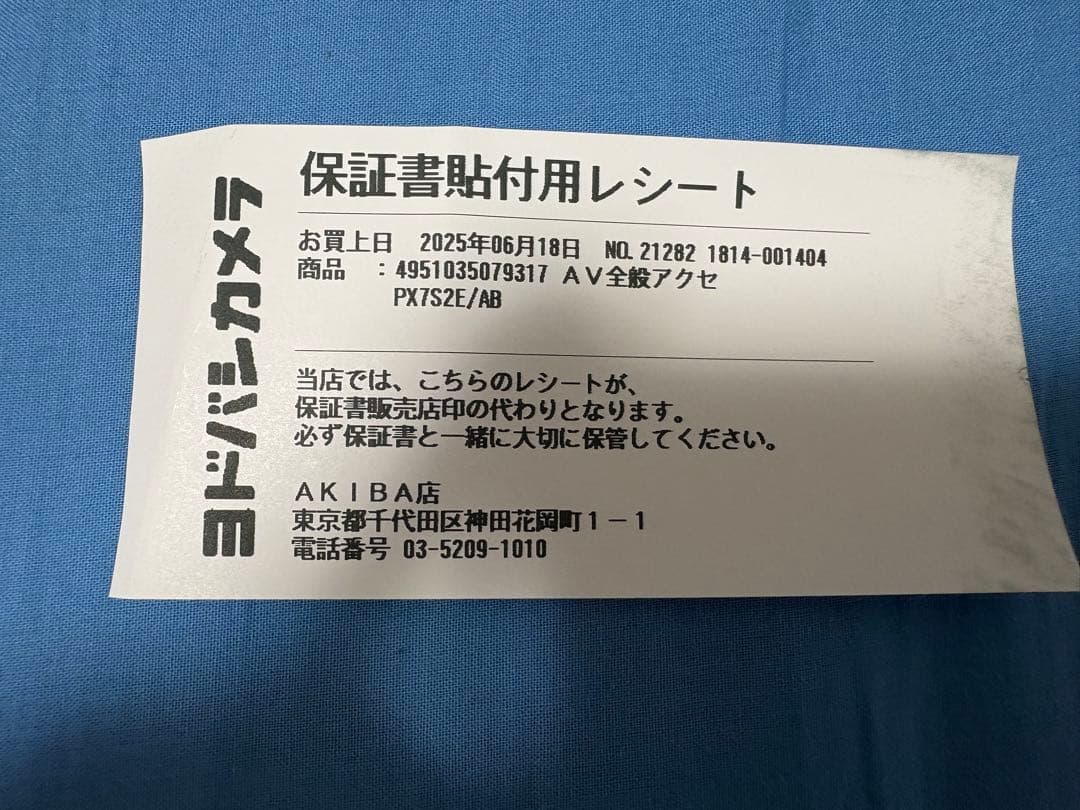 ヨドバシカメラ
保証書貼付用レシート
お買上日 2025年06月18日 NO. 21282 1814-001404
商品 :4951035079317 AV全般アクセ
PX7S2E/AB
当店では、こちらのレシートが、
保証書販売店印の代わりとなります。
必ず保証書と一緒に大切に保管してください。
AKIBA店
東京都千代田区神田花岡町1-1
電話番号 03-5209-1010